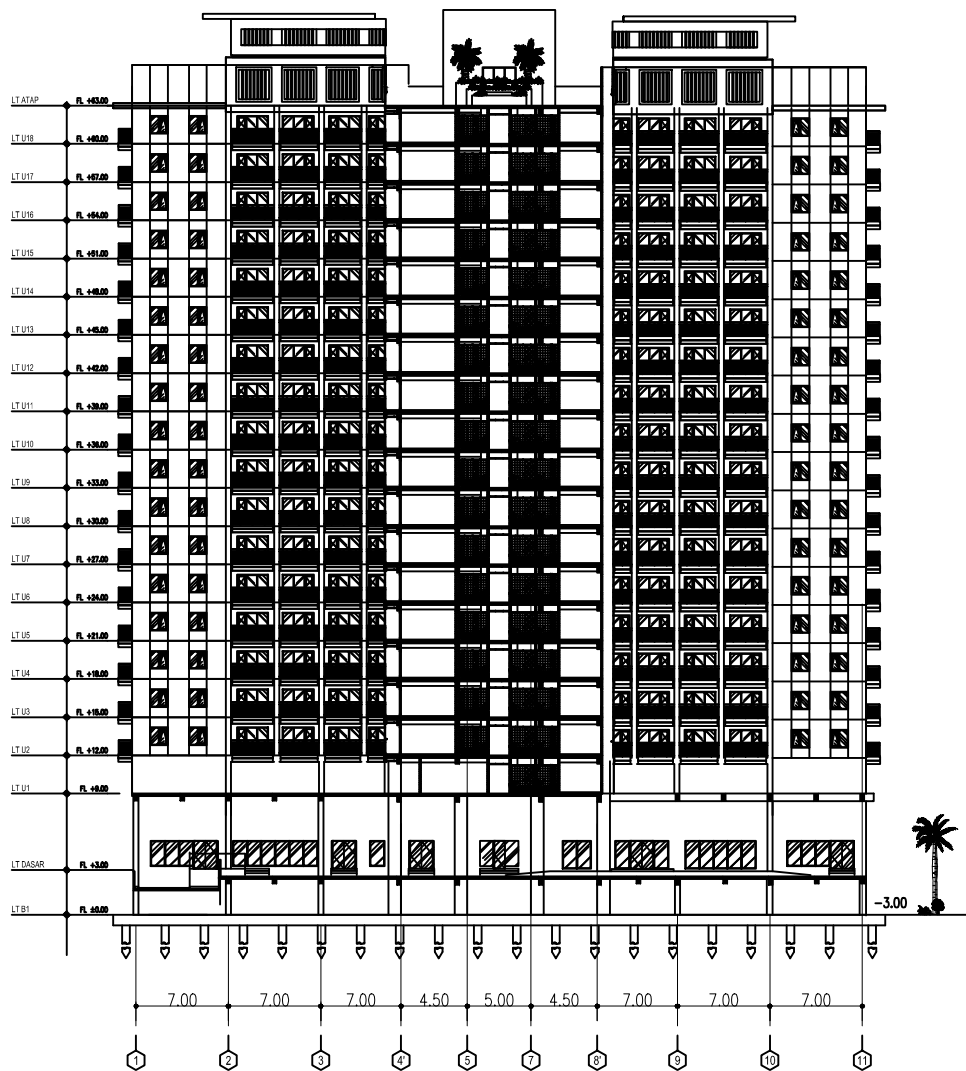 LT ATAP FL +63.00
LT U18 FL +60.00
LT U17 FL +57.00
LT U16 FL +54.00
LT U15 FL +51.00
LT U14 FL +48.00
LT U13 FL +45.00
LT U12 FL +42.00
LT U11 FL +39.00
LT U10 FL +36.00
LT U9 FL +33.00
LT U8 FL +30.00
LT U7 FL +27.00
LT U6 FL +24.00
LT U5 FL +21.00
LT U4 FL +18.00
LT U3 FL +15.00
LT U2 FL +12.00
LT U1 FL +9.00
LT DASAR FL +3.00
LT B1 FL ±0.00
-3.00
7.00 7.00 7.00 4.50 5.00 4.50 7.00 7.00 7.00
1 2 3 4' 5 7 8' 9 10 11